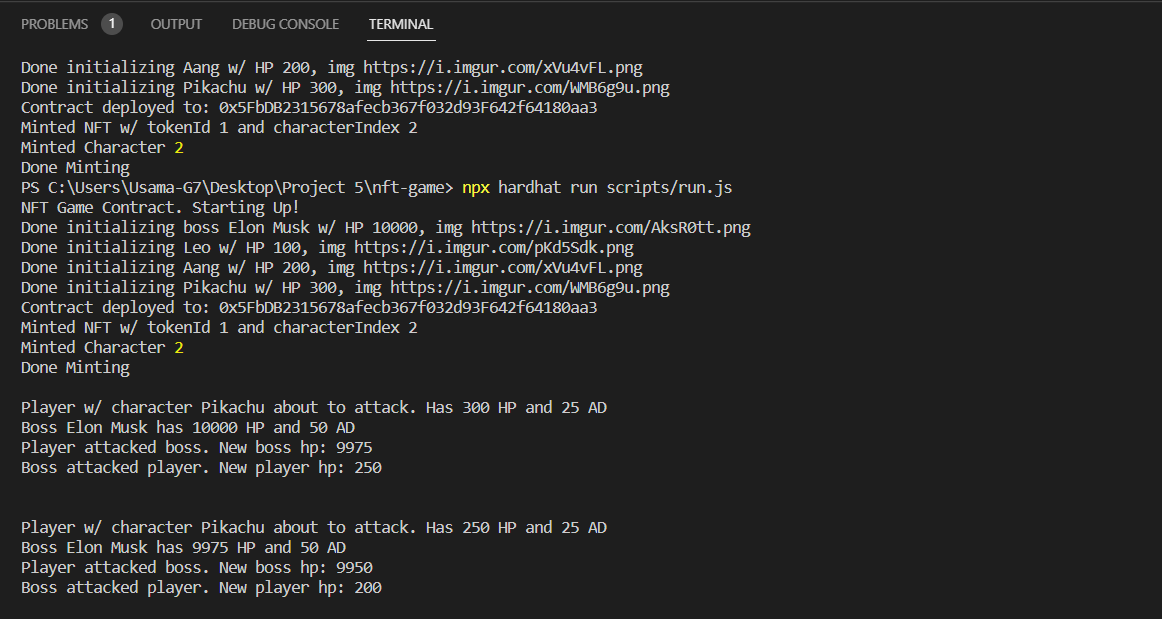 PROBLEMS 1 OUTPUT DEBUG CONSOLE TERMINAL
Done initializing Aang w/ HP 200, img https://i.imgur.com/xVu4vFL.png
Done initializing Pikachu w/ HP 300, img https://i.imgur.com/WMB6g9u.png
Contract deployed to: 0x5FbDB2315678afecb367f032d93F642f64180aa3
Minted NFT w/ tokenId 1 and characterIndex 2
Minted Character 2
Done Minting
PS C:\Users\Usama-G7\Desktop\Project 5\nft-game> npx hardhat run scripts/run.js
NFT Game Contract. Starting Up!
Done initializing boss Elon Musk w/ HP 10000, img https://i.imgur.com/AksR0tt.png
Done initializing Leo w/ HP 100, img https://i.imgur.com/pKd5Sdk.png
Done initializing Aang w/ HP 200, img https://i.imgur.com/xVu4vFL.png
Done initializing Pikachu w/ HP 300, img https://i.imgur.com/WMB6g9u.png
Contract deployed to: 0x5FbDB2315678afecb367f032d93F642f64180aa3
Minted NFT w/ tokenId 1 and characterIndex 2
Minted Character 2
Done Minting
Player w/ character Pikachu about to attack. Has 300 HP and 25 AD
Boss Elon Musk has 10000 HP and 50 AD
Player attacked boss. New boss hp: 9975
Boss attacked player. New player hp: 250
Player w/ character Pikachu about to attack. Has 250 HP and 25 AD
Boss Elon Musk has 9975 HP and 50 AD
Player attacked boss. New boss hp: 9950
Boss attacked player. New player hp: 200